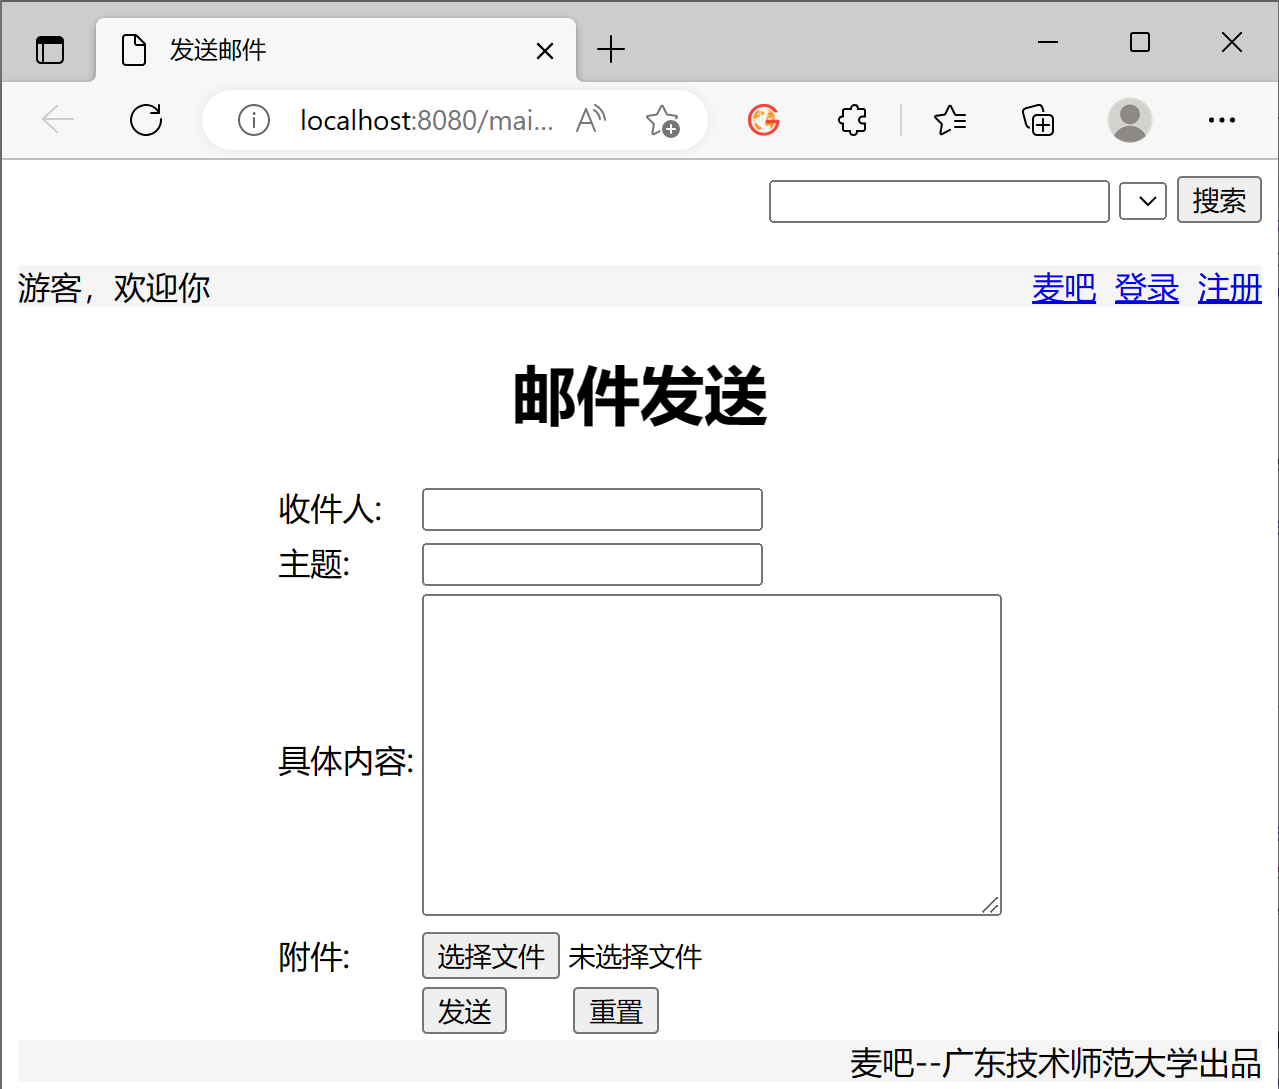 发送邮件
localhost:8080/mai...
搜索
游客，欢迎你 麦吧 登录 注册
邮件发送
收件人:
主题:
具体内容:
附件: 选择文件 未选择文件
发送 重置
麦吧--广东技术师范大学出品